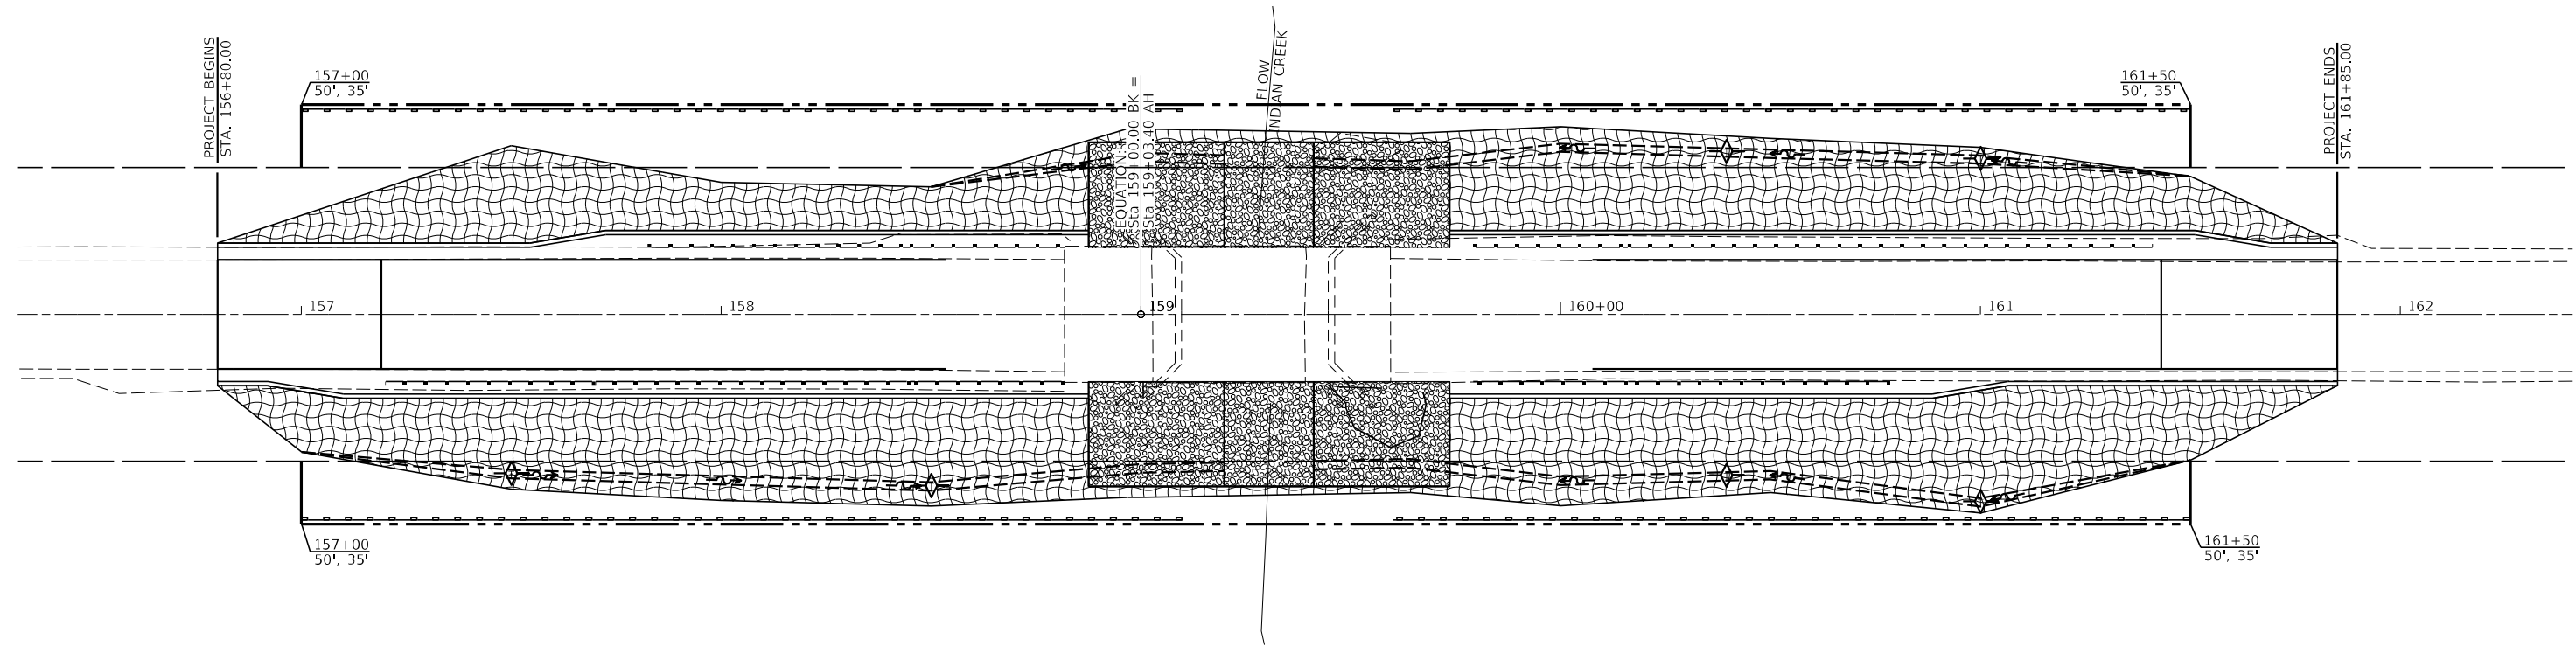 PROJECT BEGINS
STA. 156+80.00
157+00
50', 35'
EQUATION:
Sta 159+00.00 BK =
Sta 159+03.40 AH
FLOW
INDIAN CREEK
161+50
50', 35'
PROJECT ENDS
STA. 161+85.00
157
158
159
160+00
161
162
157+00
50', 35'
161+50
50', 35'